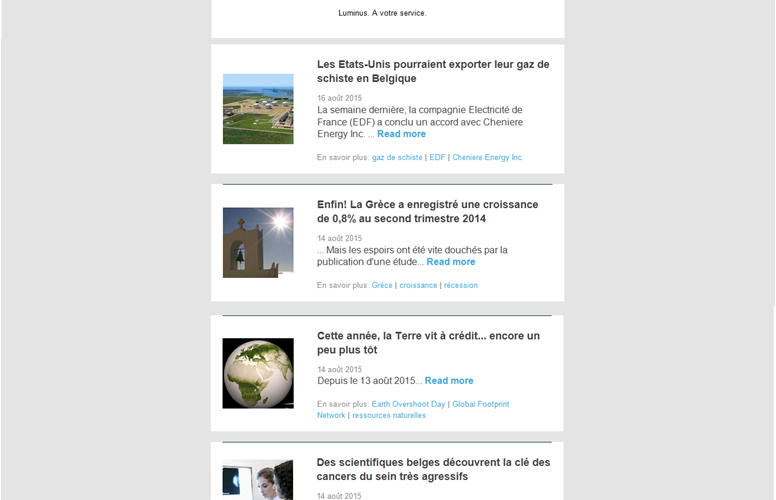 Luminus. A votre service.
Les Etats-Unis pourraient exporter leur gaz de
schiste en Belgique
16 août 2015
La semaine dernière, la compagnie Electricité de
France (EDF) a conclu un accord avec Cheniere
Energy Inc. ... Read more
En savoir plus: gaz de schiste | EDF | Cheniere Energy Inc.
Enfin! La Grèce a enregistré une croissance
de 0,8% au second trimestre 2014
14 août 2015
... Mais les espoirs ont été vite douchés par la
publication d'une étude... Read more
En savoir plus: Grèce | croissance | récession
Cette année, la Terre vit à crédit... encore un
peu plus tôt
14 août 2015
Depuis le 13 août 2015... Read more
En savoir plus: Earth Overshoot Day | Global Footprint
Network | ressources naturelles
Des scientifiques belges découvrent la clé des
cancers du sein très agressifs
14 août 2015